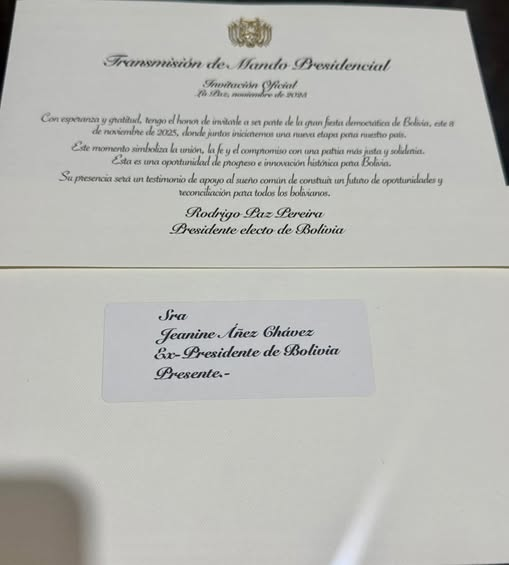 Transmisión de Mando Presidencial
Invitación Oficial
La Paz, noviembre de 2025
Con esperanza y gratitud, tengo el honor de invitarle a ser parte de la gran fiesta democrática de Bolivia, este 8
de noviembre de 2025, donde juntos iniciaremos una nueva etapa para nuestro país.
Este momento simboliza la unión, la fe y el compromiso con una patria más justa y solidaria.
Esta es una oportunidad de progreso e innovación histórica para Bolivia.
Su presencia será un testimonio de apoyo al sueño común de construir un futuro de oportunidades y
reconciliación para todos los bolivianos.
Rodrigo Paz Pereira
Presidente electo de Bolivia
Sra
Jeanine Áñez Chávez
Ex-Presidente de Bolivia
Presente.-